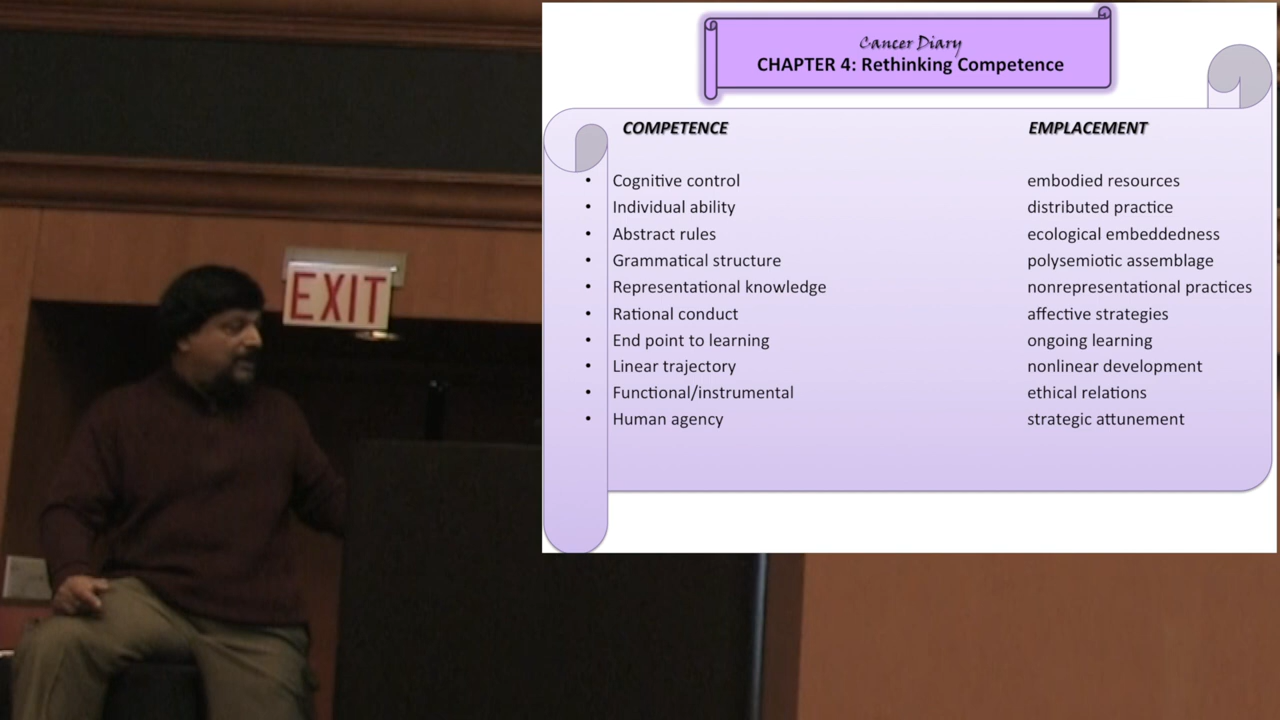 Cancer Diary
CHAPTER 4: Rethinking Competence
COMPETENCE EMPLACEMENT
• Cognitive control embodied resources
• Individual ability distributed practice
• Abstract rules ecological embeddedness
• Grammatical structure polysemiotic assemblage
• Representational knowledge nonrepresentational practices
• Rational conduct affective strategies
• End point to learning ongoing learning
• Linear trajectory nonlinear development
• Functional/instrumental ethical relations
• Human agency strategic attunement
EXIT